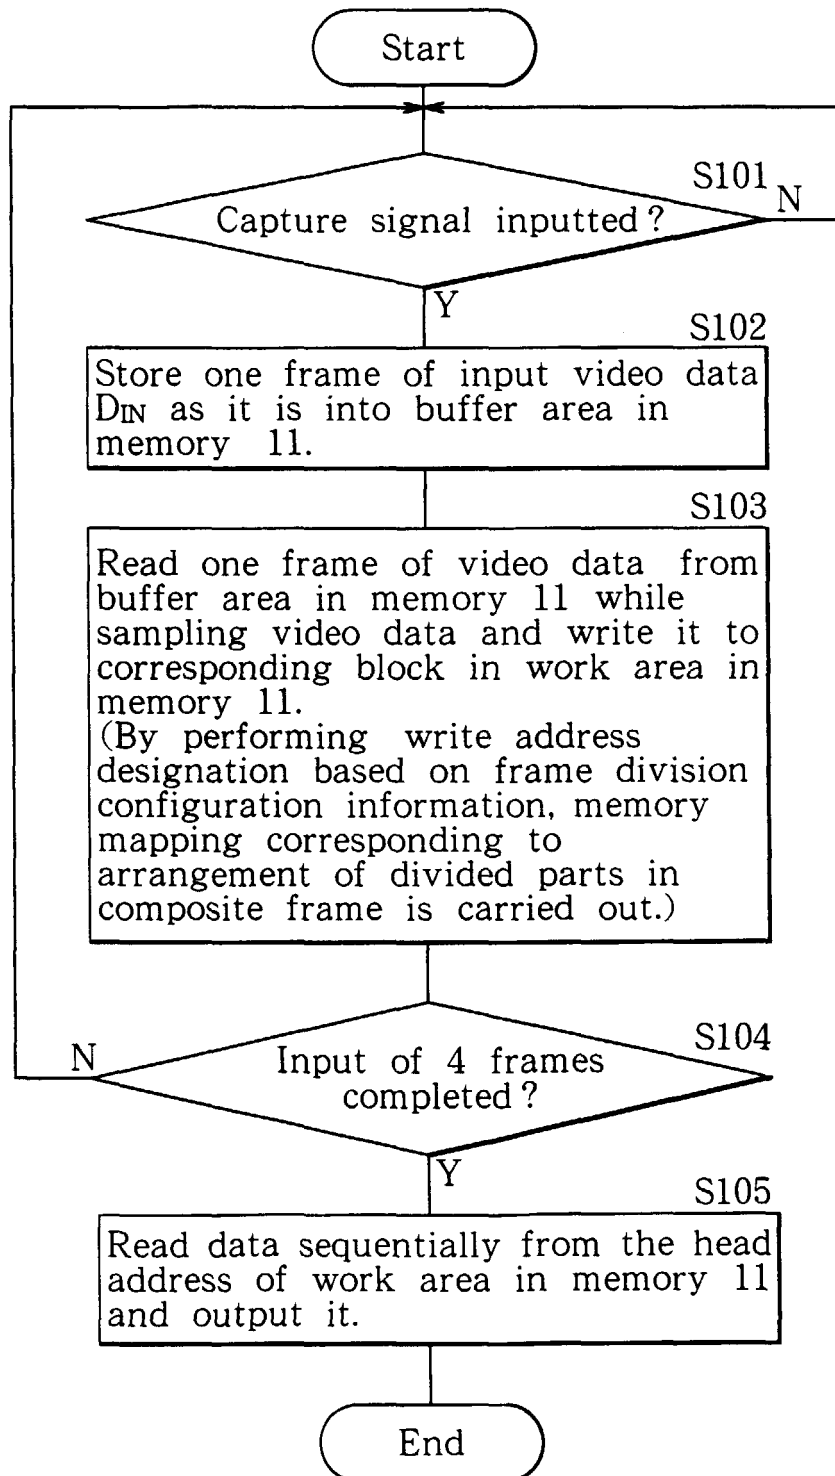 Start
S101
Capture signal inputted?
N
Y
S102
Store one frame of input video data
DIN as it is into buffer area in
memory 11.
S103
Read one frame of video data from
buffer area in memory 11 while
sampling video data and write it to
corresponding block in work area in
memory 11.
(By performing write address
designation based on frame division
configuration information, memory
mapping corresponding to
arrangement of divided parts in
composite frame is carried out.)
S104
N
Input of 4 frames
completed?
Y
S105
Read data sequentially from the head
address of work area in memory 11
and output it.
End